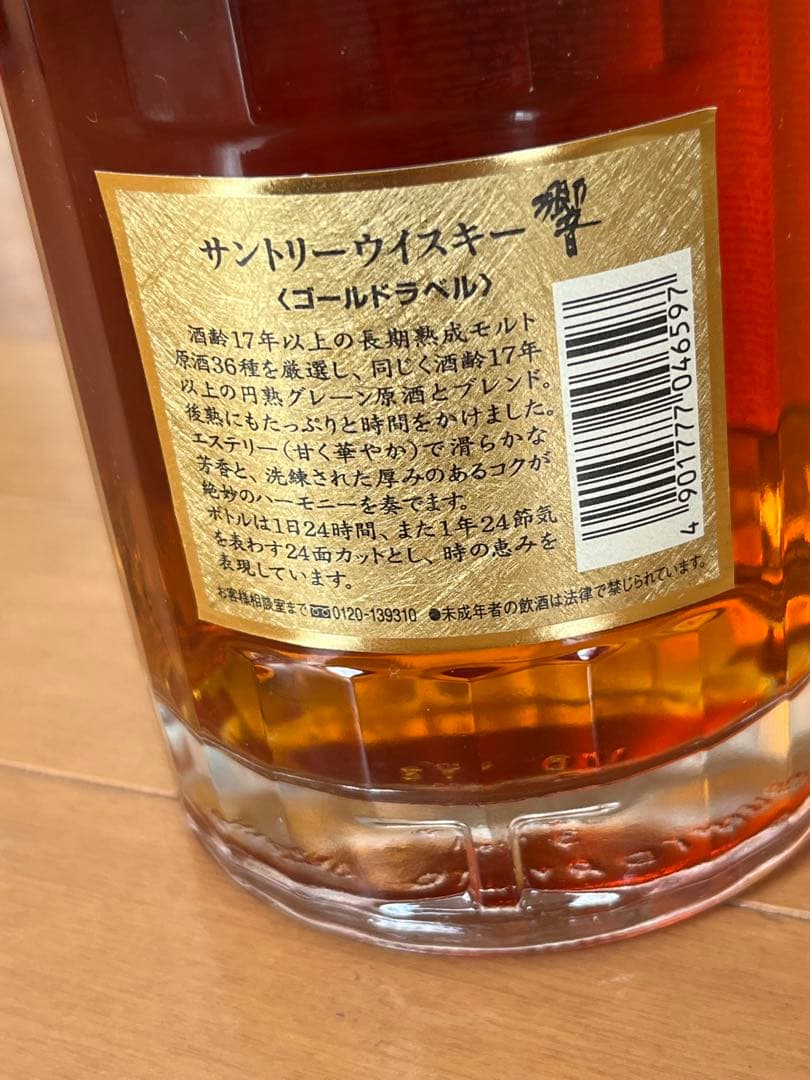 サントリーウイスキー 響
〈ゴールドラベル〉
酒齢17年以上の長期熟成モルト
原酒36種を厳選し、同じく酒齢17年
以上の円熟グレーン原酒とブレンド。
後熟にもたっぷりと時間をかけました。
エステリー(甘く華やか)で滑らかな
芳香と、洗練された厚みのあるコクが
絶妙のハーモニーを奏でます。
ボトルは1日24時間、また1年24節気
を表わす24面カットとし、時の恵みを
表現しています。
お客様相談室まで 0120-139310 ●未成年者の飲酒は法律で禁じられています。
4 901777 046597